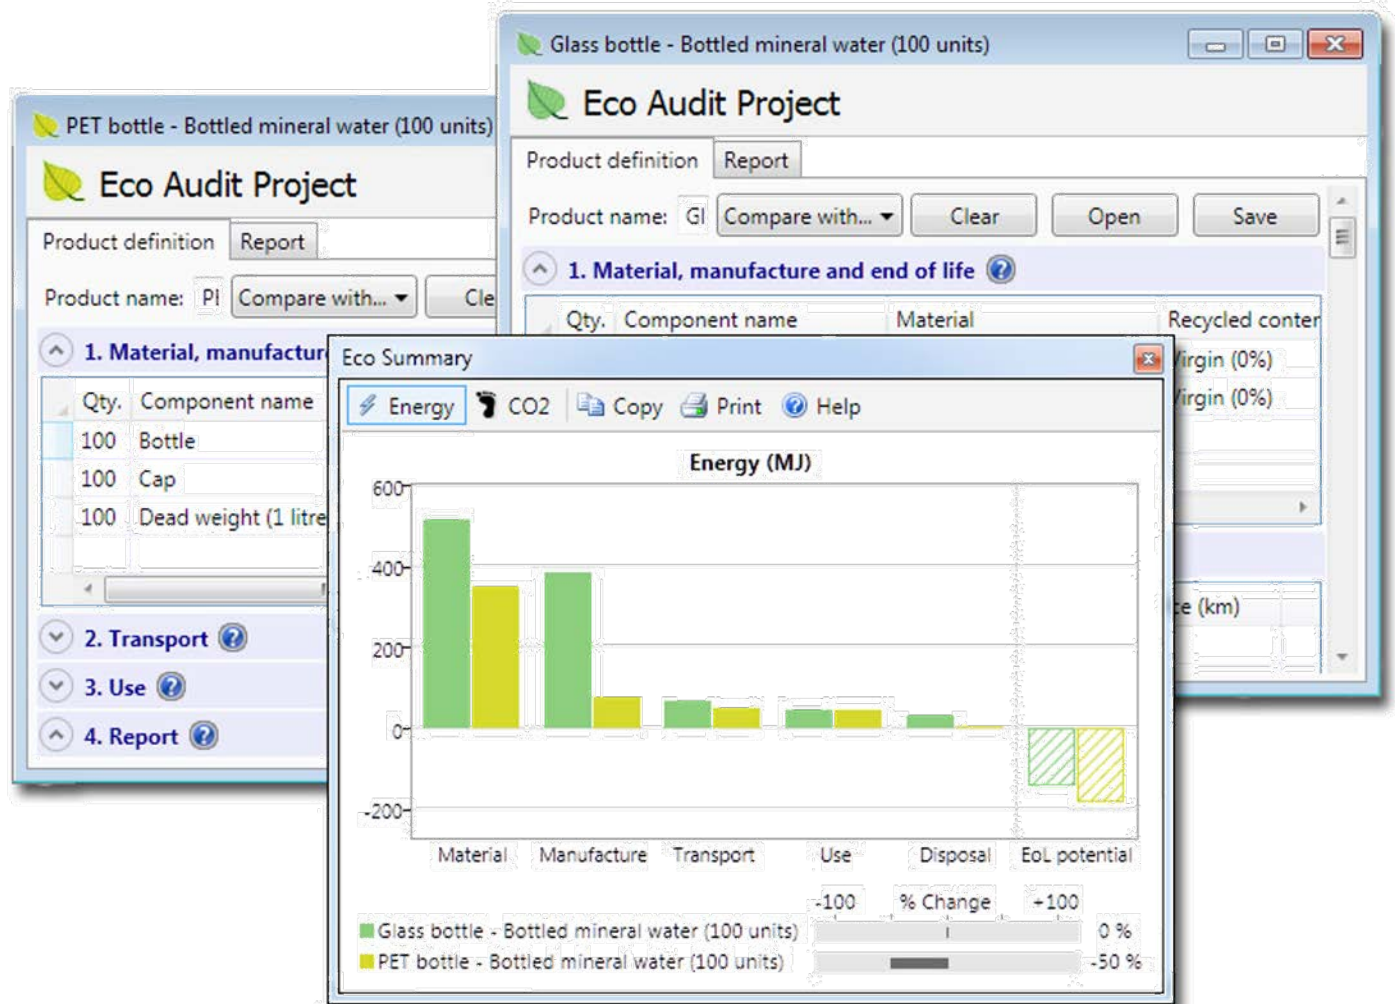 Glass bottle - Bottled mineral water (100 units)
Eco Audit Project
Product definition Report
Product name: Gl Compare with... Clear Open Save
1. Material, manufacture and end of life
Qty. Component name Material Recycled conter
Virgin (0%)
Virgin (0%)
ce (km)
PET bottle - Bottled mineral water (100 units)
Eco Audit Project
Product definition Report
Product name: PI Compare with... Cle
1. Material, manufactur
Qty. Component name
100 Bottle
100 Cap
100 Dead weight (1 litre
2. Transport
3. Use
4. Report
Eco Summary
Energy CO2 Copy Print Help
Energy (MJ)
600
400
200
0
-200
Material Manufacture Transport Use Disposal EoL potential
-100 % Change +100
Glass bottle - Bottled mineral water (100 units) 0 %
PET bottle - Bottled mineral water (100 units) -50 %